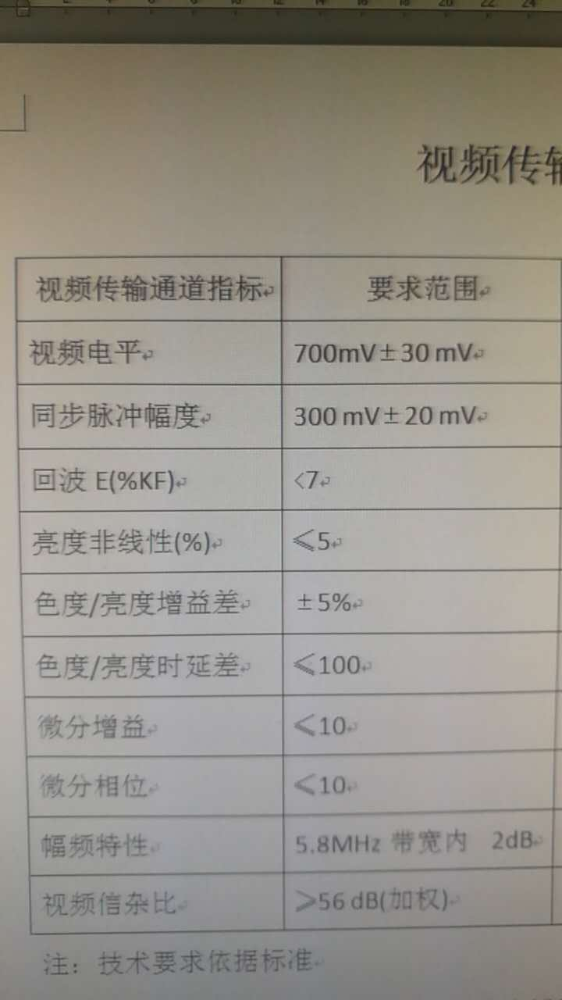 视频传输
视频传输通道指标 要求范围
视频电平 700mV±30 mV
同步脉冲幅度 300 mV±20 mV
回波 E(%KF) <7
亮度非线性(%) ⩽5
色度/亮度增益差 ±5%
色度/亮度时延差 ⩽100
微分增益 ⩽10
微分相位 ⩽10
幅频特性 5.8MHz 带宽内 2dB
视频信杂比 ⩾56 dB(加权)
注：技术要求依据标准